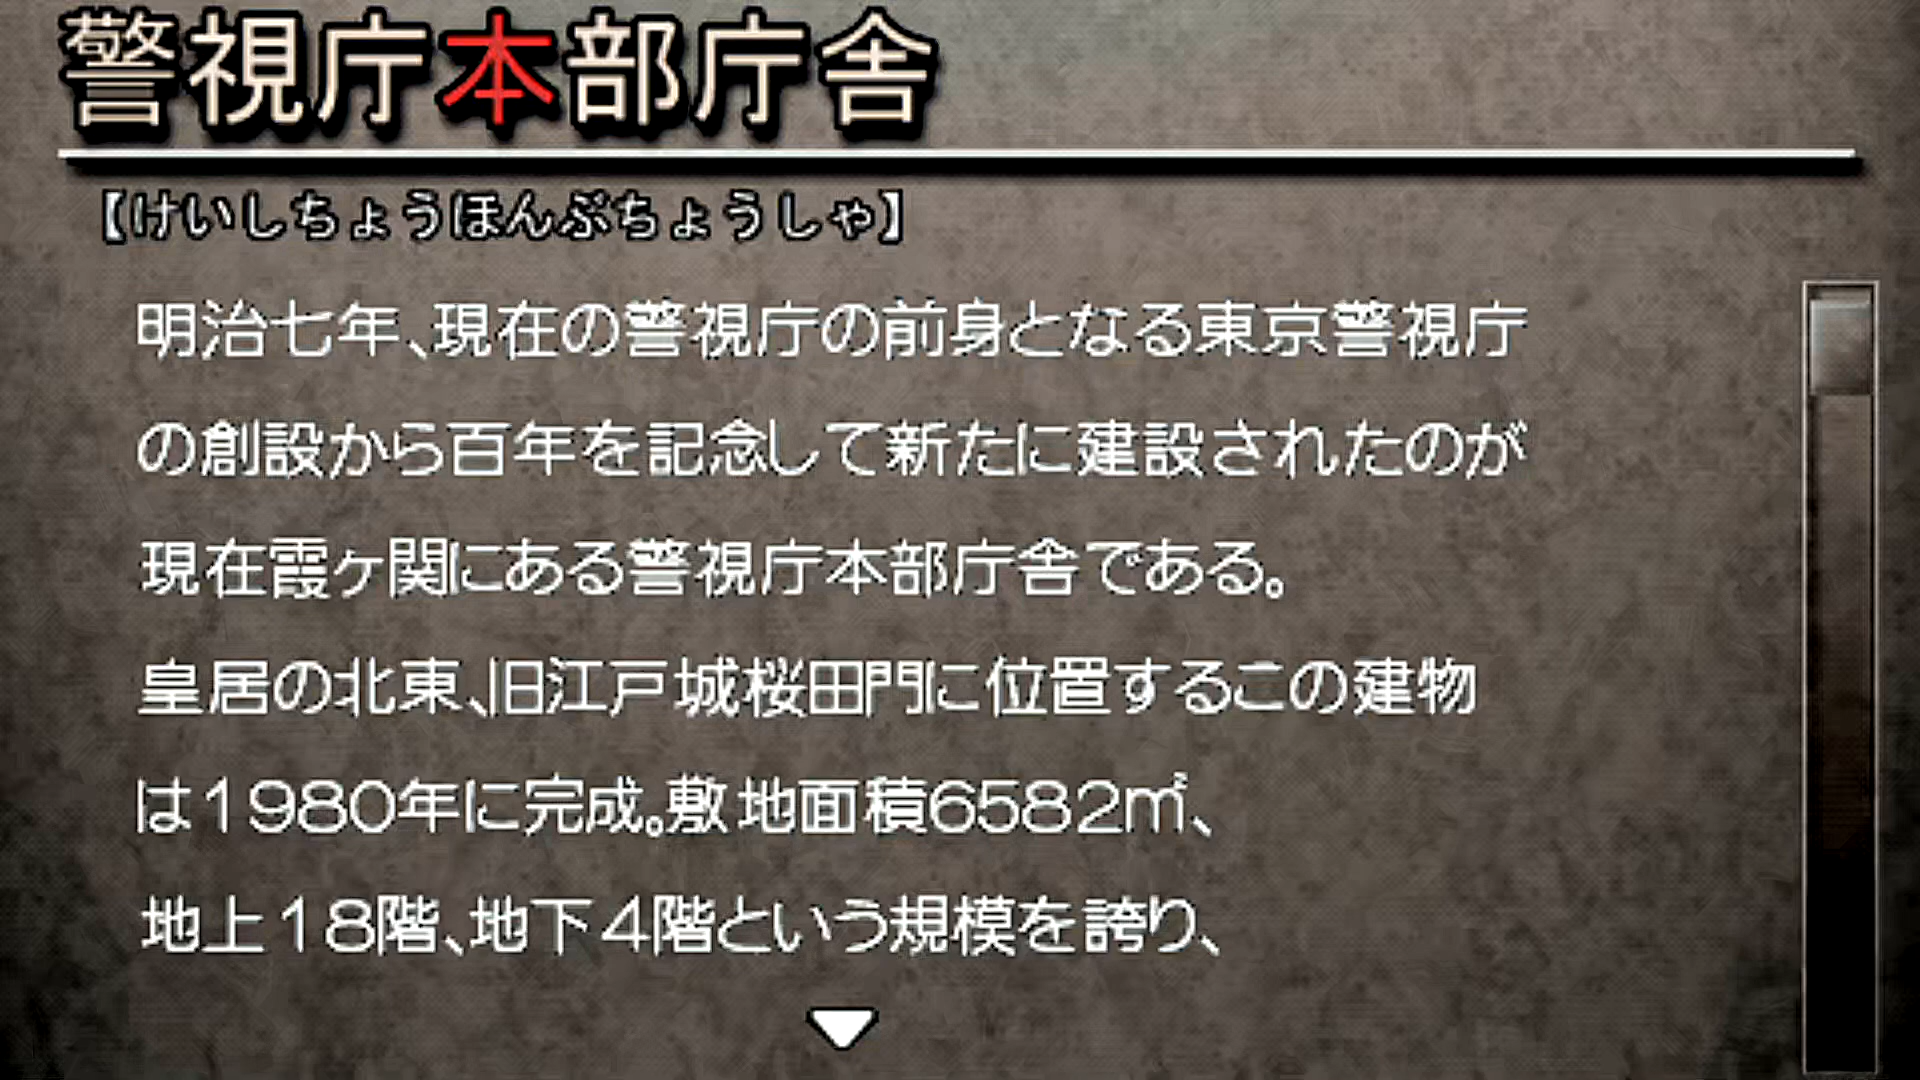 警視庁本部庁舎
【けいしちょうほんぶちょうしゃ】
明治七年、現在の警視庁の前身となる東京警視庁
の創設から百年を記念して新たに建設されたのが
現在霞ヶ関にある警視庁本部庁舎である。
皇居の北東、旧江戸城桜田門に位置するこの建物
は1980年に完成。敷地面積6582㎡、
地上18階、地下4階という規模を誇り、